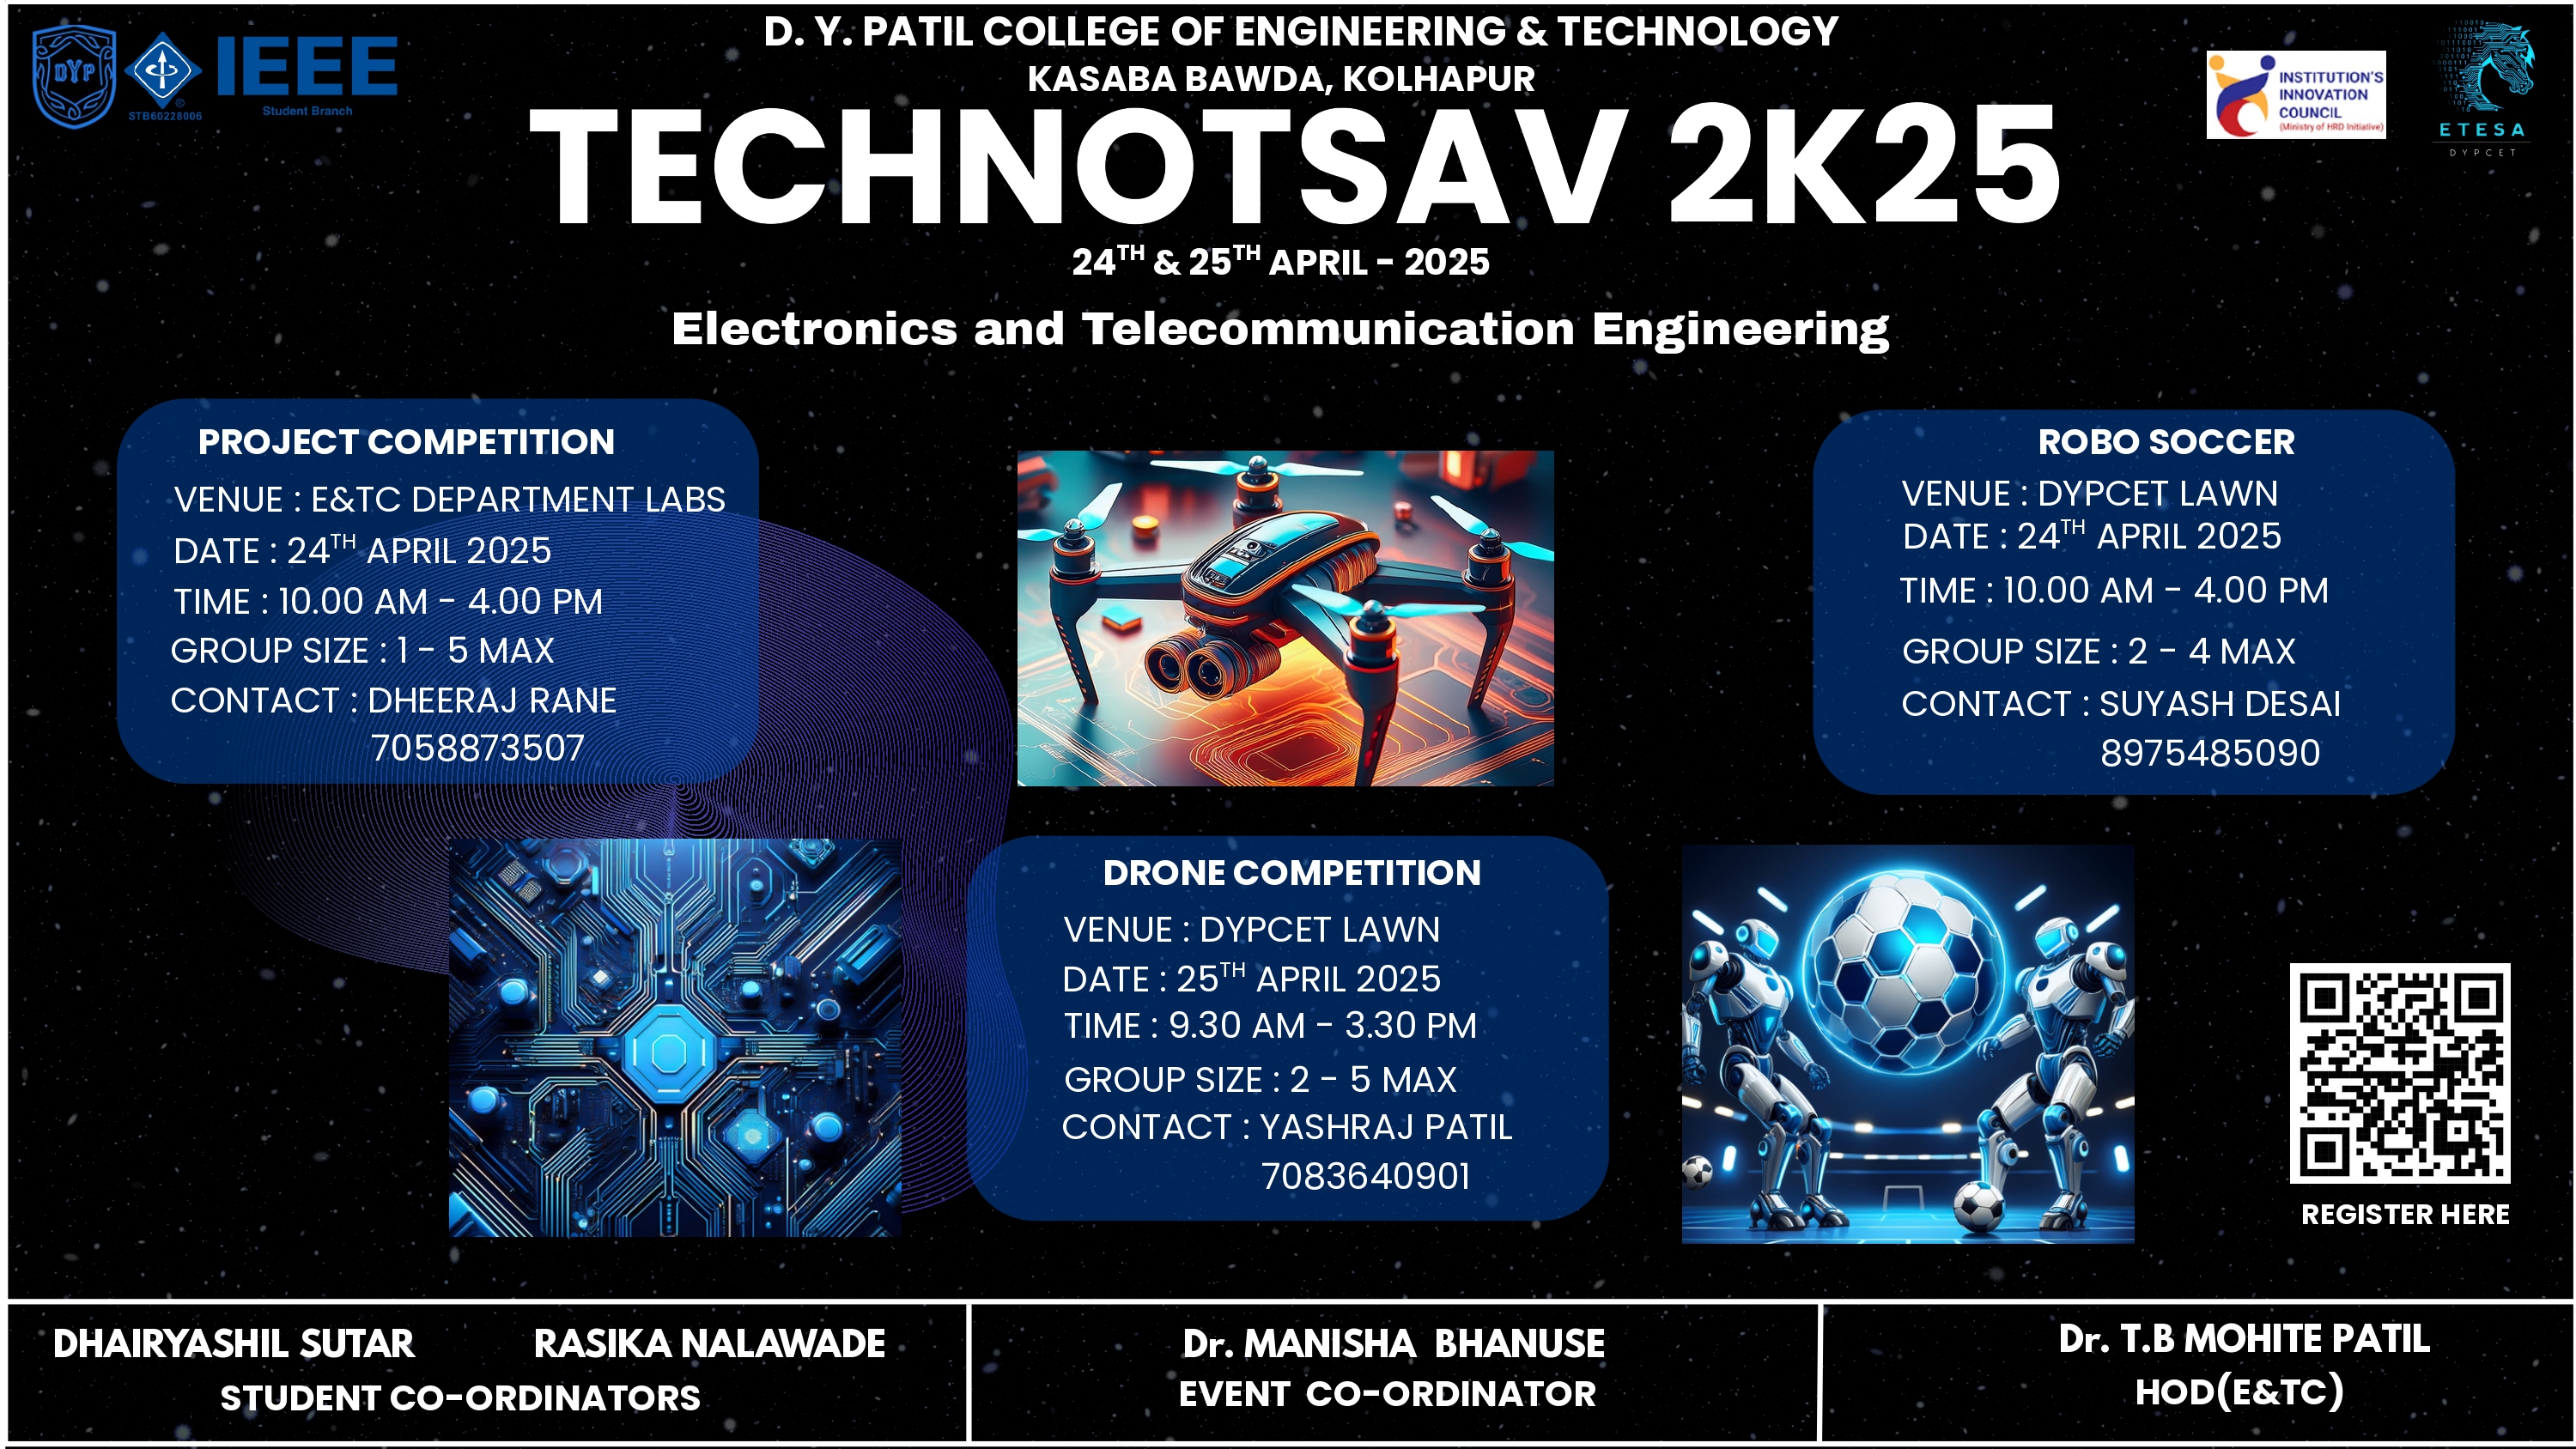 DYP
STB60228006
IEEE
Student Branch
D. Y. PATIL COLLEGE OF ENGINEERING & TECHNOLOGY
KASABA BAWDA, KOLHAPUR
TECHNOTSAV 2K25
24TH & 25TH APRIL - 2025
Electronics and Telecommunication Engineering
INSTITUTION'S
INNOVATION
COUNCIL
(Ministry of HRD Initiative)
ETESA
DYPCET
PROJECT COMPETITION
VENUE : E&TC DEPARTMENT LABS
DATE : 24TH APRIL 2025
TIME : 10.00 AM - 4.00 PM
GROUP SIZE : 1 - 5 MAX
CONTACT : DHEERAJ RANE
7058873507
ROBO SOCCER
VENUE : DYPCET LAWN
DATE : 24TH APRIL 2025
TIME : 10.00 AM - 4.00 PM
GROUP SIZE : 2 - 4 MAX
CONTACT : SUYASH DESAI
8975485090
DRONE COMPETITION
VENUE : DYPCET LAWN
DATE : 25TH APRIL 2025
TIME : 9.30 AM - 3.30 PM
GROUP SIZE : 2 - 5 MAX
CONTACT : YASHRAJ PATIL
7083640901
REGISTER HERE
DHAIRYASHIL SUTAR RASIKA NALAWADE
STUDENT CO-ORDINATORS
Dr. MANISHA BHANUSE
EVENT CO-ORDINATOR
Dr. T.B MOHITE PATIL
HOD(E&TC)